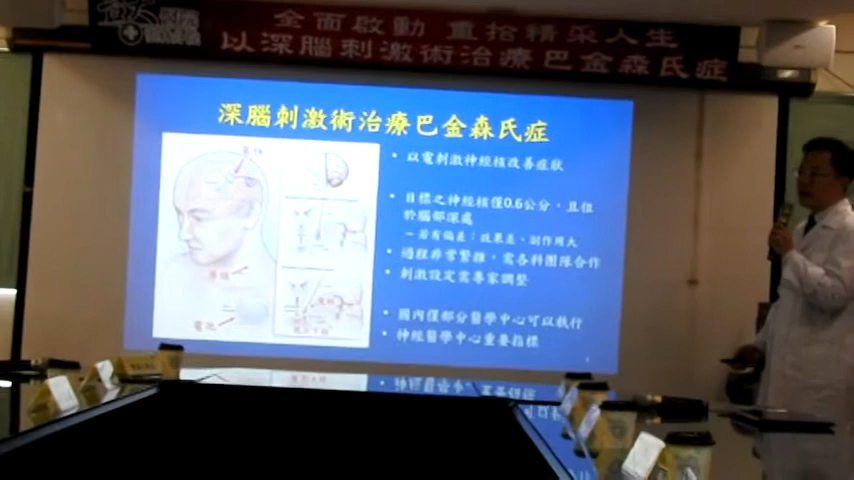 奇美醫院
全面啟動 重拾精采人生
以深腦刺激術治療巴金森氏症
深腦刺激術治療巴金森氏症
• 以電刺激神經核改善症狀
• 目標之神經核僅0.6公分，且位
於腦部深處
–若有偏差：效果差、副作用大
• 過程非常繁雜，需各科團隊合作
• 刺激設定需專家調整
• 國內僅部分醫學中心可以執行
• 神經醫學中心重要指標